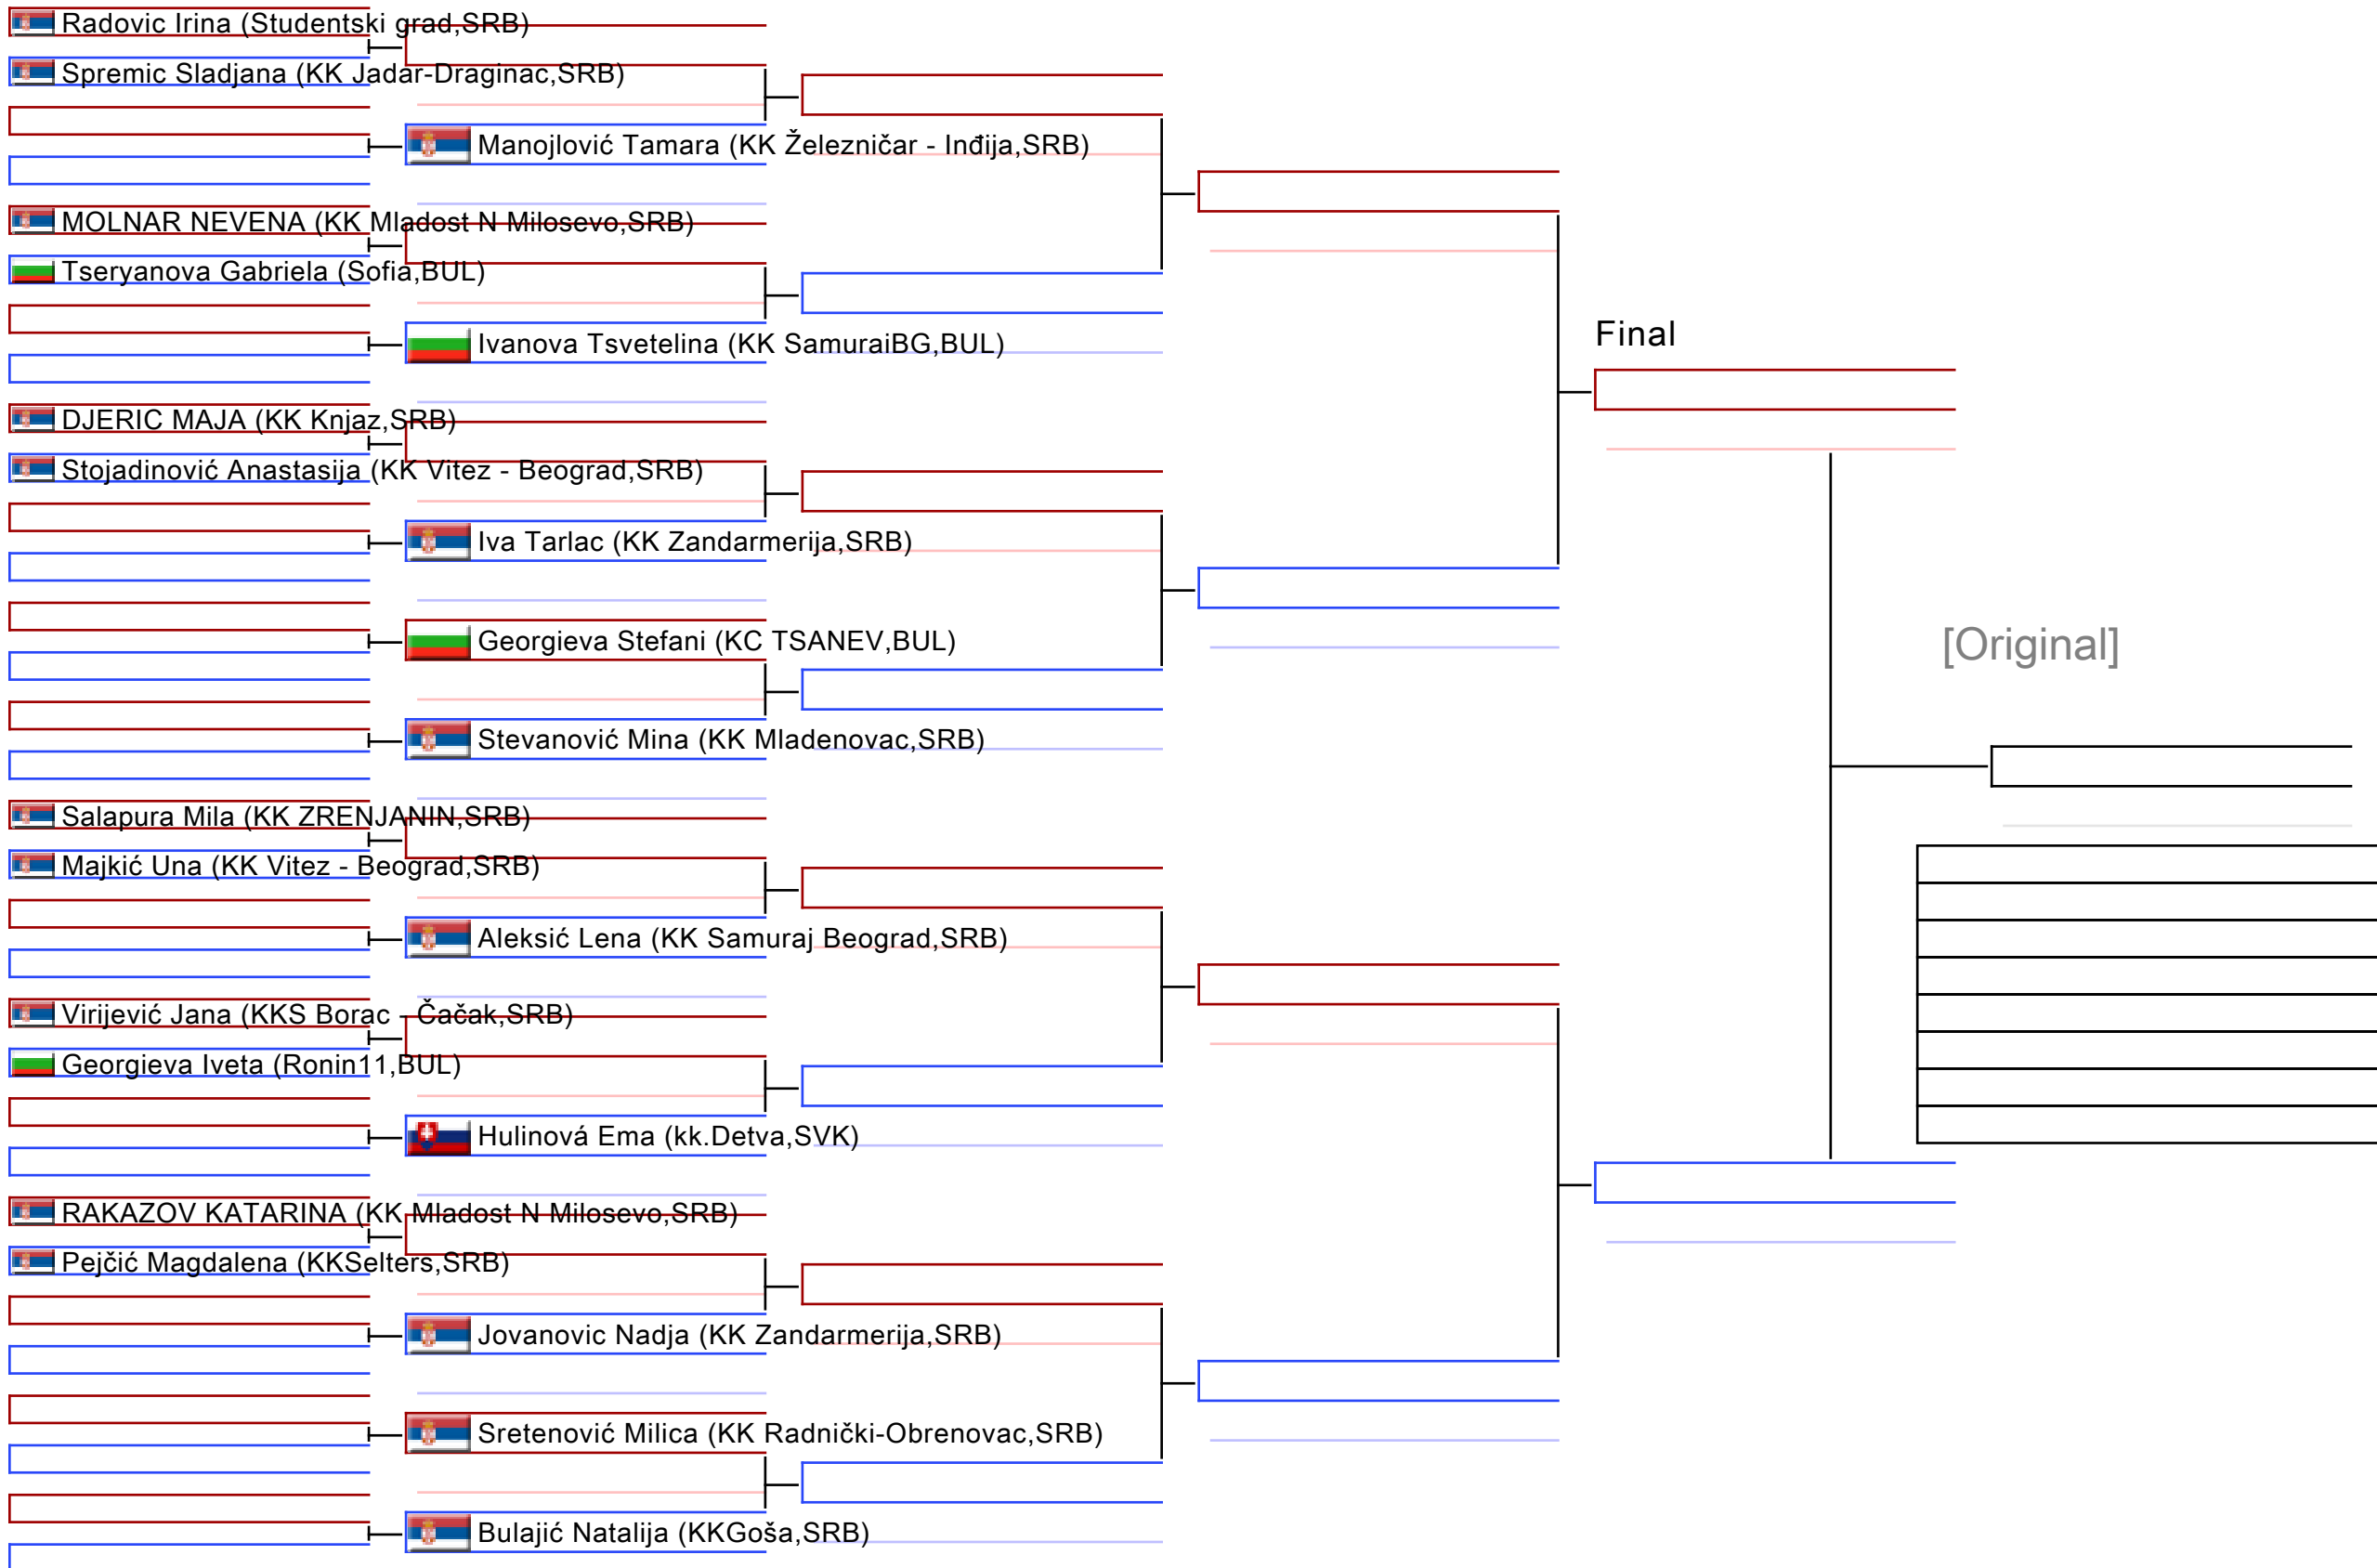 Radovic Irina (Studentski grad,SRB)
Spremic Sladjana (KK Jadar-Draginac,SRB)
Manojlović Tamara (KK Železničar - Inđija,SRB)
MOLNAR NEVENA (KK Mladost N Milosevo,SRB)
Tseryanova Gabriela (Sofia,BUL)
Ivanova Tsvetelina (KK SamuraiBG,BUL)
Final
DJERIC MAJA (KK Knjaz,SRB)
Stojadinović Anastasija (KK Vitez - Beograd,SRB)
Iva Tarlac (KK Zandarmerija,SRB)
Georgieva Stefani (KC TSANEV,BUL)
[Original]
Stevanović Mina (KK Mladenovac,SRB)
Salapura Mila (KK ZRENJANIN,SRB)
Majkić Una (KK Vitez - Beograd,SRB)
Aleksić Lena (KK Samuraj Beograd,SRB)
Virijević Jana (KKS Borac - Čačak,SRB)
Georgieva Iveta (Ronin11,BUL)
Hulinová Ema (kk.Detva,SVK)
RAKAZOV KATARINA (KK Mladost N Milosevo,SRB)
Pejčić Magdalena (KKSelters,SRB)
Jovanovic Nadja (KK Zandarmerija,SRB)
Sretenović Milica (KK Radnički-Obrenovac,SRB)
Bulajić Natalija (KKGoša,SRB)